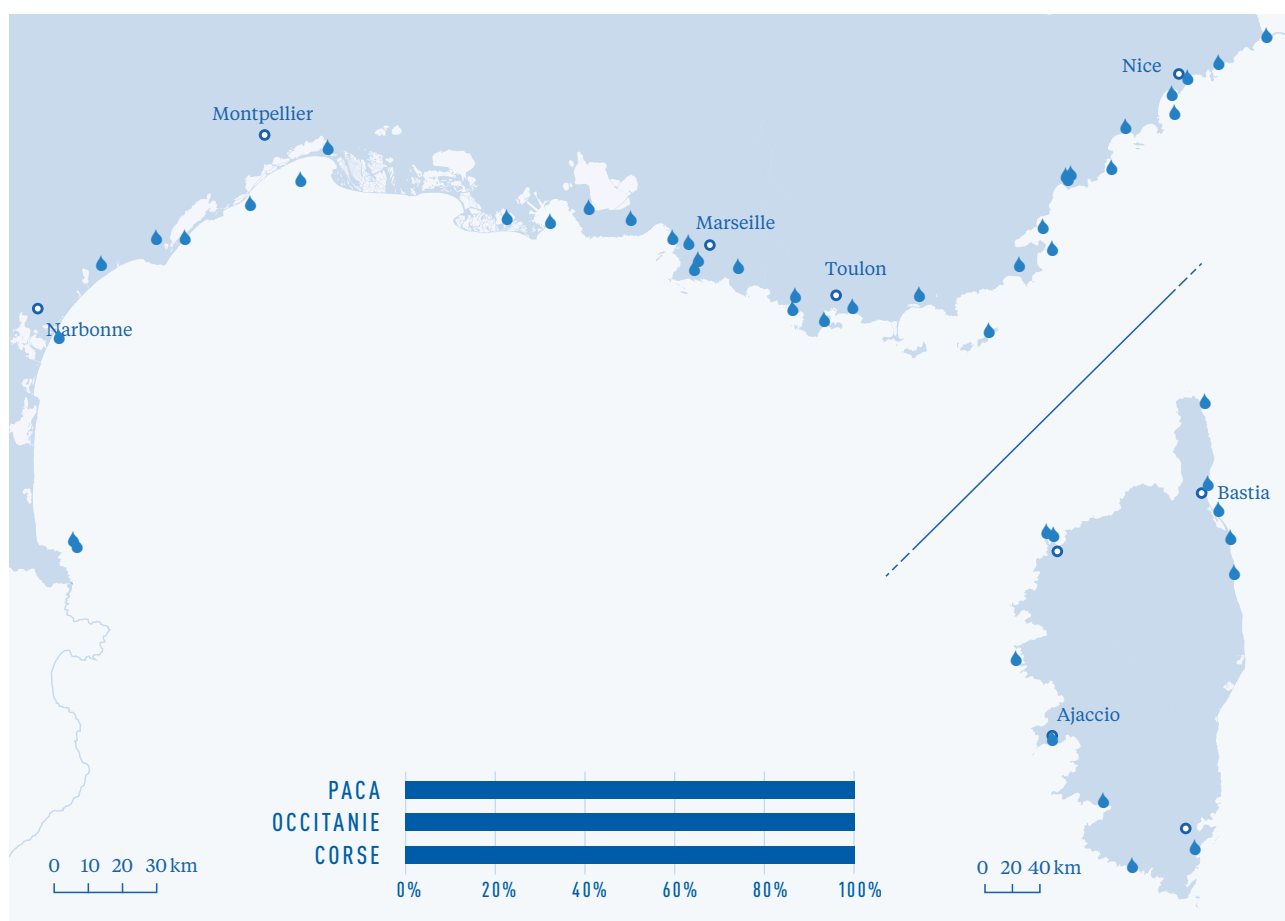 Nice
Montpellier
Marseille
Toulon
Narbonne
Bastia
Ajaccio
PACA
OCCITANIE
CORSE
0% 20% 40% 60% 80% 100%
0 10 20 30 km
0 20 40 km